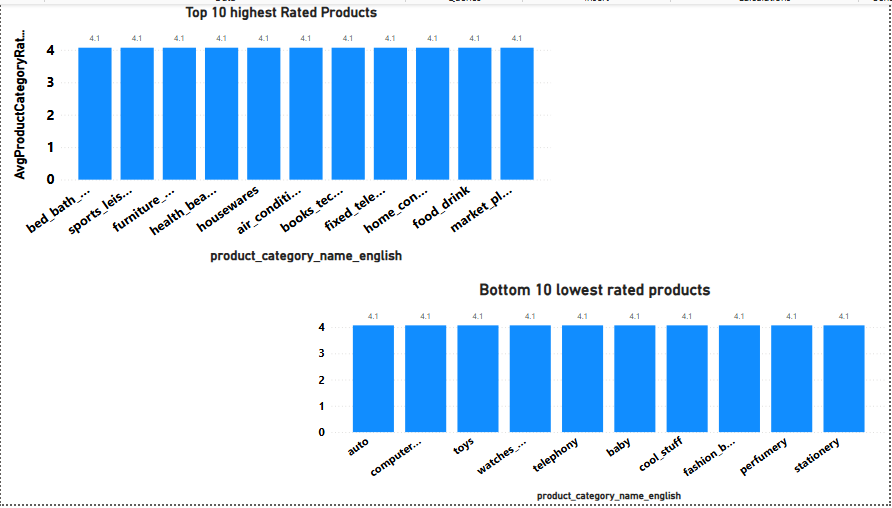 Top 10 highest Rated Products
AvgProductCategoryRat...
4.1 4.1 4.1 4.1 4.1 4.1 4.1 4.1 4.1 4.1 4.1
4
3
2
1
0
bed_bath_... sports_leis... furniture_... health_bea... housewares air_conditi... books_tec... fixed_tele... home_con... food_drink market_pl...
product_category_name_english
Bottom 10 lowest rated products
4.1 4.1 4.1 4.1 4.1 4.1 4.1 4.1 4.1 4.1
4
3
2
1
0
auto computer... toys watches_... telephony baby cool_stuff fashion_b... perfumery stationery
product_category_name_english